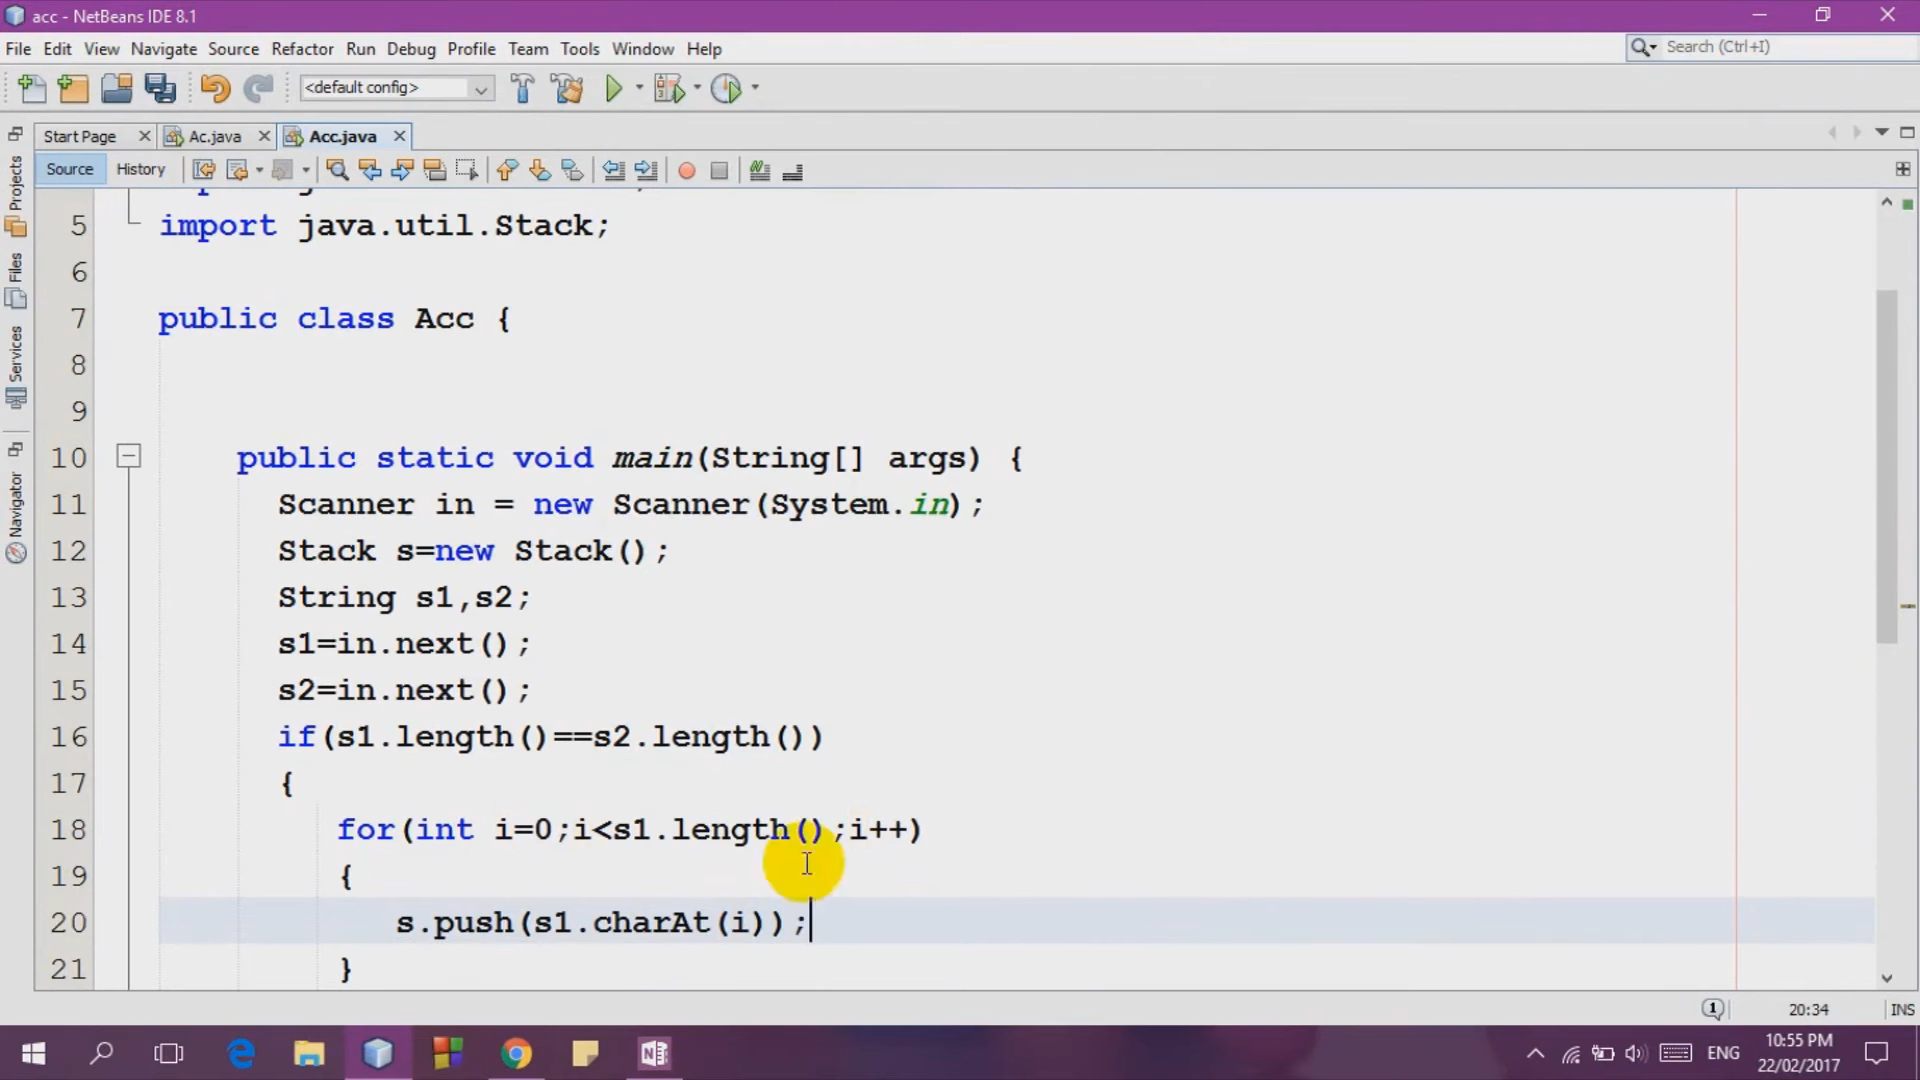 acc - NetBeans IDE 8.1
File Edit View Navigate Source Refactor Run Debug Profile Team Tools Window Help
Search (Ctrl+I)
<default config>
Start Page
Ac.java
Acc.java
Source
History
Projects
Files
Services
Navigator
5 import java.util.Stack;
6
7 public class Acc {
8
9
10 public static void main(String[] args) {
11 Scanner in = new Scanner(System.in);
12 Stack s=new Stack();
13 String s1,s2;
14 s1=in.next();
15 s2=in.next();
16 if(s1.length()==s2.length())
17 {
18 for(int i=0;i<s1.length();i++)
19 {
20 s.push(s1.charAt(i));
21 }
1
20:34
INS
ENG
10:55 PM
22/02/2017